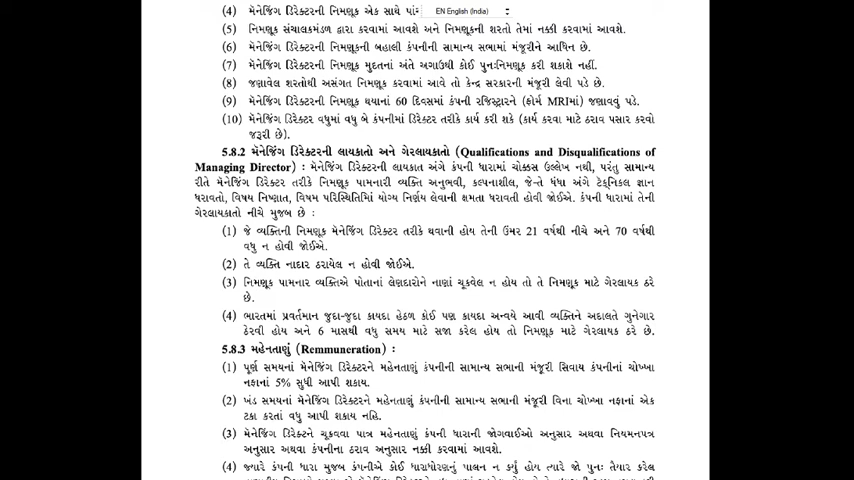 (4) મૅનેજિંગ ડિરેક્ટરની નિમણૂક એક સાથે
EN English (India)
(5) નિમણૂક સંચાલકમંડળ દ્વારા કરવામાં આવશે અને નિમણૂકની શરતો તેમાં નક્કી કરવામાં આવશે.
(6) મૅનેજિંગ ડિરેક્ટરની નિમણૂકની બહાલી કંપનીની સામાન્ય સભામાં મંજૂરીને આધિન છે.
(7) મૅનેજિંગ ડિરેક્ટરની નિમણૂક મુદતનાં અંતે અગાઉથી કોઈ પુનઃનિમણૂક કરી શકાશે નહીં.
(8) જણાવેલ શરતોથી અસંગત નિમણૂક કરવામાં આવે તો કેન્દ્ર સરકારની મંજૂરી લેવી પડે છે.
(9) મૅનેજિંગ ડિરેક્ટરની નિમણૂક થયાનાં 60 દિવસમાં કંપની રજિસ્ટ્રારને (ફોર્મ MRIમાં) જણાવવું પડે.
(10) મૅનેજિંગ ડિરેક્ટર વધુમાં વધુ બે કંપનીમાં ડિરેક્ટર તરીકે કાર્ય કરી શકે (કાર્ય કરવા માટે ઠરાવ પસાર કરવો
જરૂરી છે).
5.8.2 મૅનેજિંગ ડિરેક્ટરની લાયકાતો અને ગેરલાયકાતો (Qualifications and Disqualifications of
Managing Director) : મૅનેજિંગ ડિરેક્ટરની લાયકાત અંગે કંપની ધારામાં ચોક્કસ ઉલ્લેખ નથી, પરંતુ સામાન્ય
રીતે મૅનેજિંગ ડિરેક્ટર તરીકે નિમણૂક પામનારી વ્યક્તિ અનુભવી, કલ્પનાશીલ, જે-તે ધંધા અંગે ટૅક્નિકલ જ્ઞાન
ધરાવતો, વિષય નિષ્ણાત, વિષમ પરિસ્થિતિમાં યોગ્ય નિર્ણય લેવાની ક્ષમતા ધરાવતી હોવી જોઈએ. કંપની ધારામાં તેની
ગેરલાયકાતો નીચે મુજબ છે :
(1) જે વ્યક્તિની નિમણૂક મૅનેજિંગ ડિરેક્ટર તરીકે થવાની હોય તેની ઉંમર 21 વર્ષથી નીચે અને 70 વર્ષથી
વધુ ન હોવી જોઈએ.
(2) તે વ્યક્તિ નાદાર ઠરાયેલ ન હોવી જોઈએ.
(3) નિમણૂક પામનાર વ્યક્તિએ પોતાનાં લેણદારોને નાણાં ચૂકવેલ ન હોય તો તે નિમણૂક માટે ગેરલાયક ઠરે
છે.
(4) ભારતમાં પ્રવર્તમાન જુદા-જુદા કાયદા હેઠળ કોઈ પણ કાયદા અન્વયે આવી વ્યક્તિને અદાલતે ગુનેગાર
ઠેરવી હોય અને 6 માસથી વધુ સમય માટે સજા કરેલ હોય તો નિમણૂક માટે ગેરલાયક ઠરે છે.
5.8.3 મહેનતાણું (Remmuneration) :
(1) પૂર્ણ સમયનાં મૅનેજિંગ ડિરેક્ટરને મહેનતાણું કંપનીની સામાન્ય સભાની મંજૂરી સિવાય કંપનીનાં ચોખ્ખા
નફાનાં 5% સુધી આપી શકાય.
(2) ખંડ સમયનાં મૅનેજિંગ ડિરેક્ટરને મહેનતાણું કંપનીની સામાન્ય સભાની મંજૂરી વિના ચોખ્ખા નફાનાં એક
ટકા કરતાં વધુ આપી શકાય નહિ.
(3) મૅનેજિંગ ડિરેક્ટને ચૂકવવા પાત્ર મહેનતાણું કંપની ધારાની જોગવાઈઓ અનુસાર અથવા નિયમનપત્ર
અનુસાર અથવા કંપનીના ઠરાવ અનુસાર નક્કી કરવામાં આવશે.
(4) જ્યારે કંપની ધારા મુજબ કંપનીએ કોઈ ધારાધોરણનું પાલન ન કર્યું હોય ત્યારે જો પુનઃ તૈયાર કરેલ